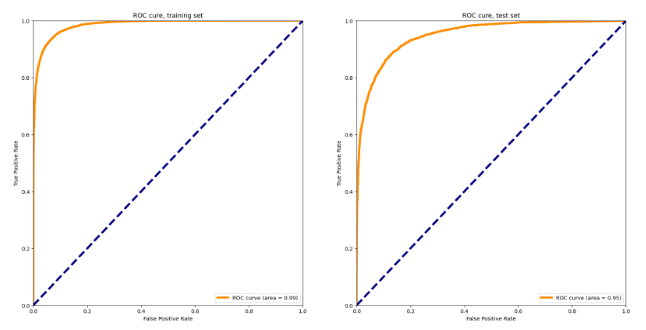 ROC cure, training set
1.0
0.8
0.6
0.4
0.2
0.0
True Positive Rate
0.0 0.2 0.4 0.6 0.8 1.0
False Positive Rate
ROC curve (area = 0.99)
ROC cure, test set
1.0
0.8
0.6
0.4
0.2
0.0
True Positive Rate
0.0 0.2 0.4 0.6 0.8 1.0
False Positive Rate
ROC curve (area = 0.95)